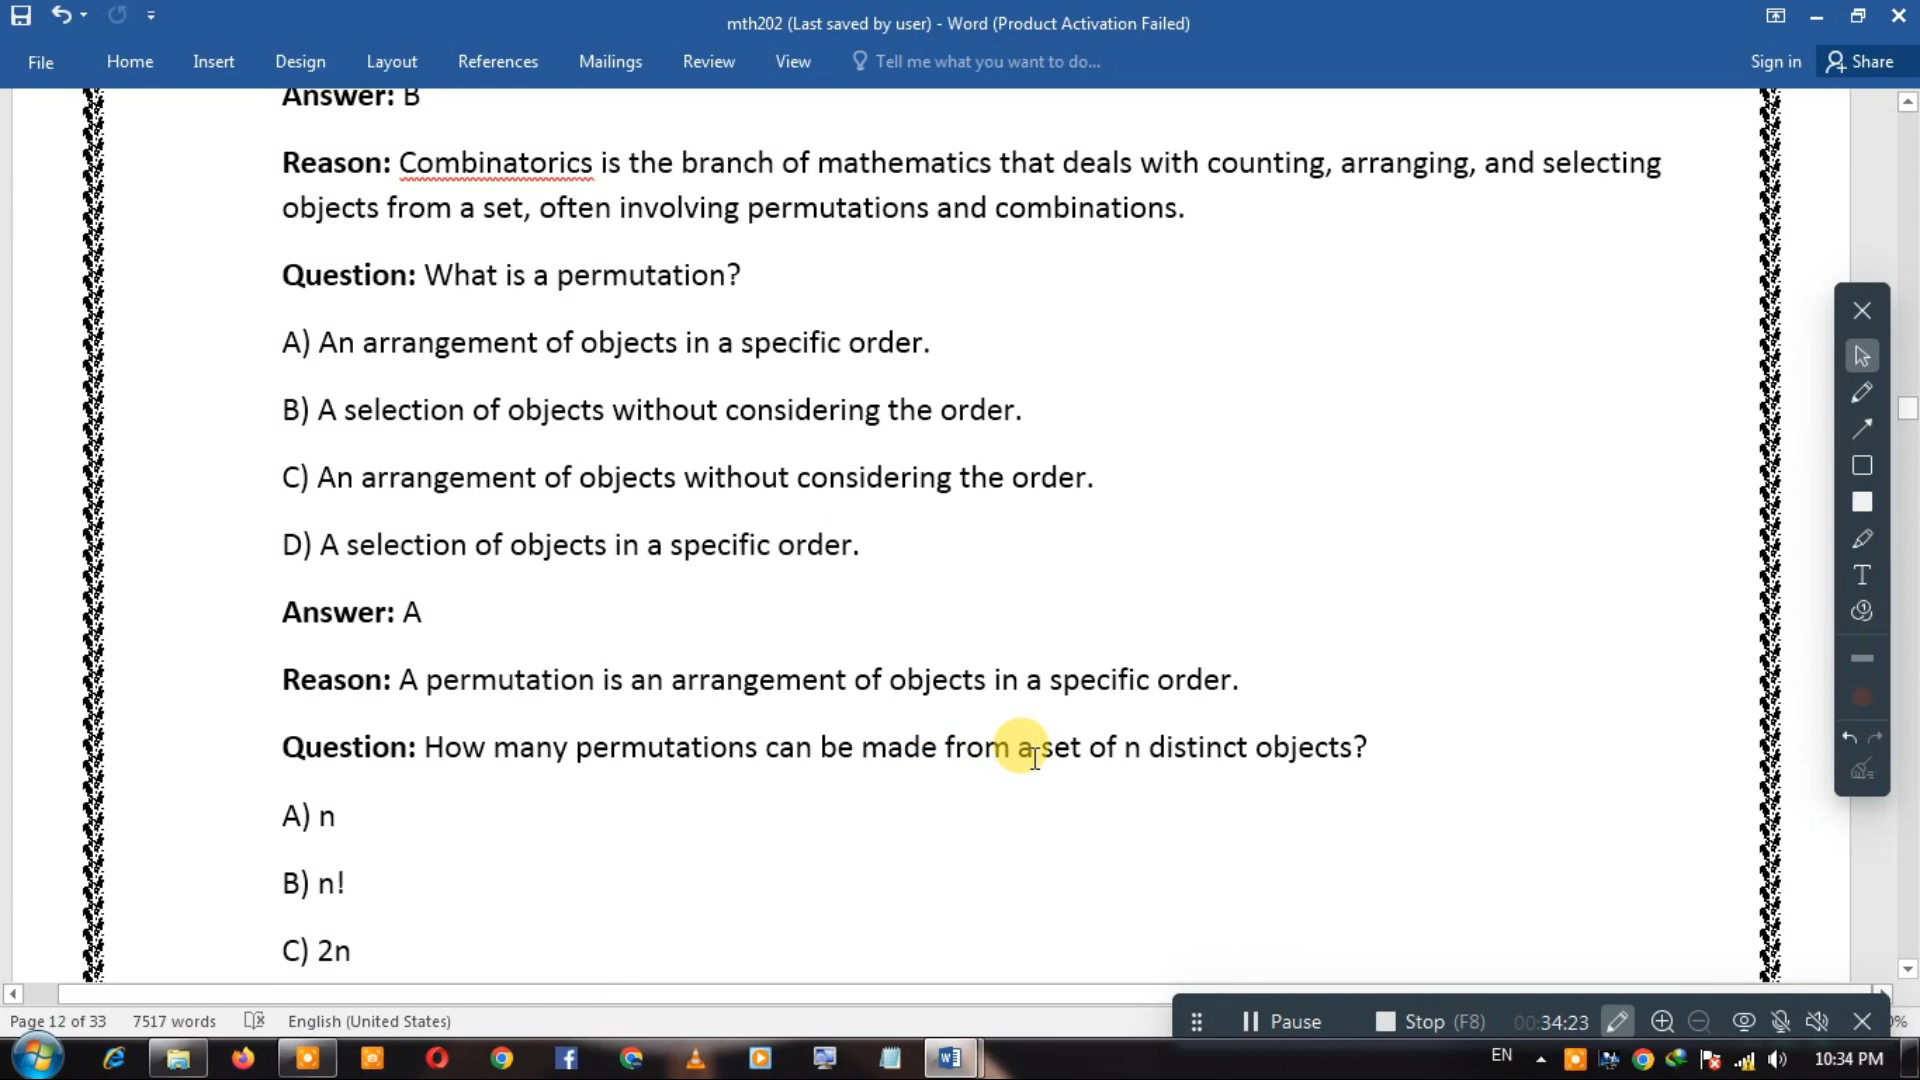 mth202 (Last saved by user) - Word (Product Activation Failed)
File Home Insert Design Layout References Mailings Review View Tell me what you want to do... Sign in Share
Answer: B
Reason: Combinatorics is the branch of mathematics that deals with counting, arranging, and selecting
objects from a set, often involving permutations and combinations.
Question: What is a permutation?
A) An arrangement of objects in a specific order.
B) A selection of objects without considering the order.
C) An arrangement of objects without considering the order.
D) A selection of objects in a specific order.
Answer: A
Reason: A permutation is an arrangement of objects in a specific order.
Question: How many permutations can be made from a set of n distinct objects?
A) n
B) n!
C) 2n
Page 12 of 33 7517 words English (United States) Pause Stop (F8) 00:34:23 0%
EN 10:34 PM